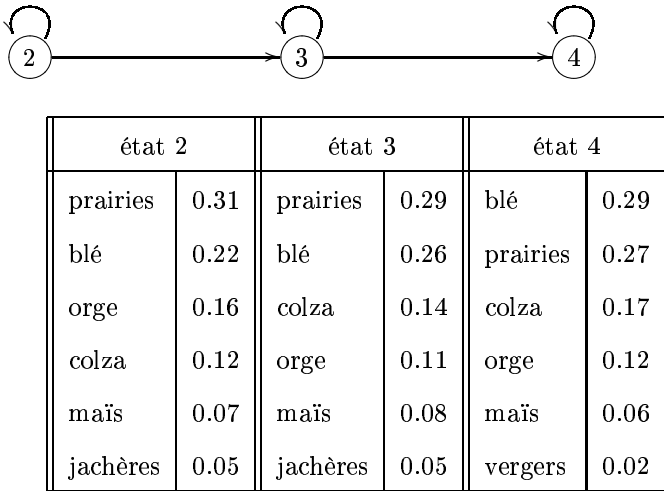 2 3 4
état 2 état 3 état 4
prairies 0.31 prairies 0.29 blé 0.29
blé 0.22 blé 0.26 prairies 0.27
orge 0.16 colza 0.14 colza 0.17
colza 0.12 orge 0.11 orge 0.12
maïs 0.07 maïs 0.08 maïs 0.06
jachères 0.05 jachères 0.05 vergers 0.02